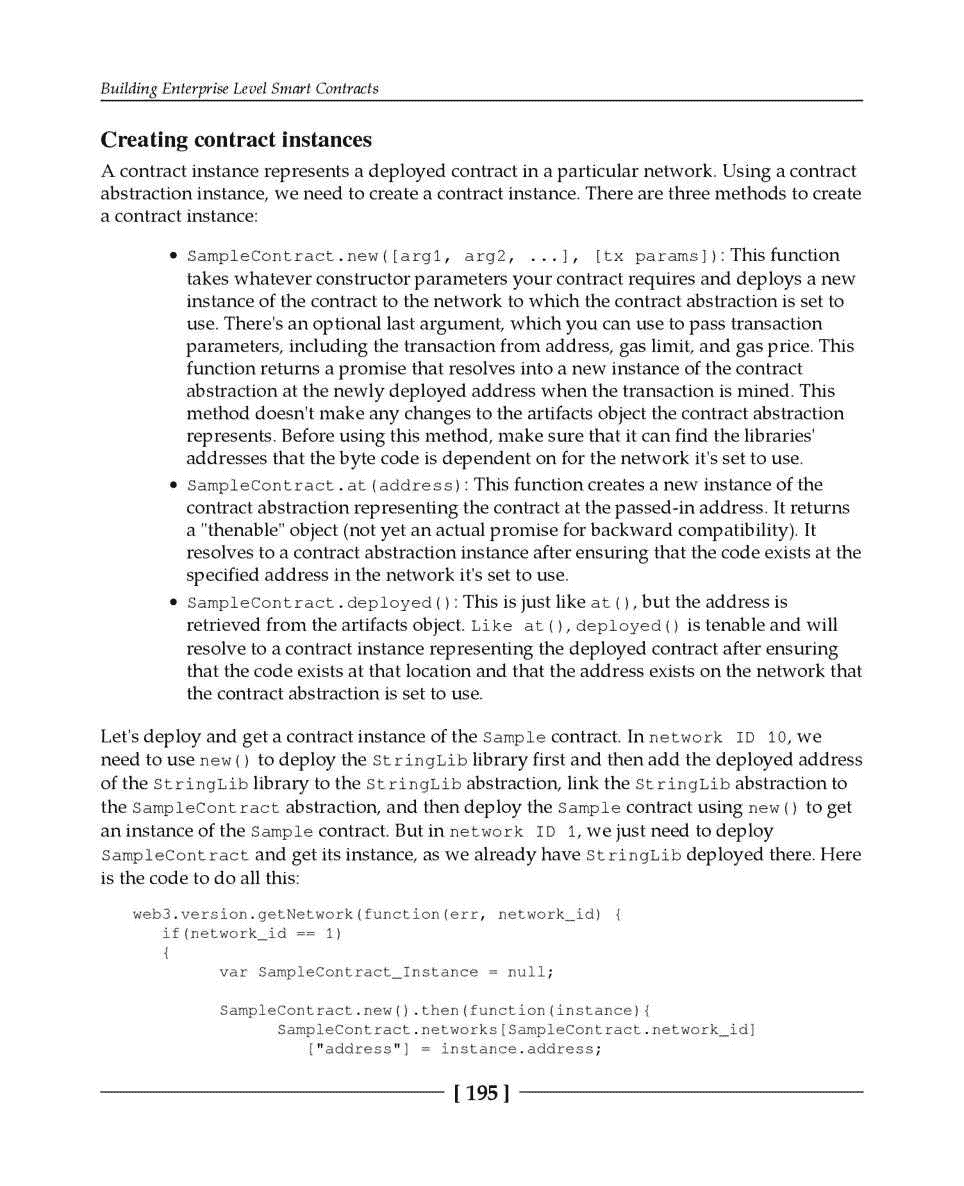 Building Enterprise Level Smart Contracts
Creating contract instances
A contract instance represents a deployed contract in a particular network. Using a contract
abstraction instance, we need to create a contract instance. There are three methods to create
a contract instance:
• SampleContract.new([arg1, arg2, ...], [tx params]): This function
takes whatever constructor parameters your contract requires and deploys a new
instance of the contract to the network to which the contract abstraction is set to
use. There's an optional last argument, which you can use to pass transaction
parameters, including the transaction from address, gas limit, and gas price. This
function returns a promise that resolves into a new instance of the contract
abstraction at the newly deployed address when the transaction is mined. This
method doesn't make any changes to the artifacts object the contract abstraction
represents. Before using this method, make sure that it can find the libraries'
addresses that the byte code is dependent on for the network it's set to use.
• SampleContract.at(address): This function creates a new instance of the
contract abstraction representing the contract at the passed-in address. It returns
a "thenable" object (not yet an actual promise for backward compatibility). It
resolves to a contract abstraction instance after ensuring that the code exists at the
specified address in the network it's set to use.
• SampleContract.deployed(): This is just like at(), but the address is
retrieved from the artifacts object. Like at(), deployed() is tenable and will
resolve to a contract instance representing the deployed contract after ensuring
that the code exists at that location and that the address exists on the network that
the contract abstraction is set to use.
Let's deploy and get a contract instance of the Sample contract. In network ID 10, we
need to use new() to deploy the StringLib library first and then add the deployed address
of the StringLib library to the StringLib abstraction, link the StringLib abstraction to
the SampleContract abstraction, and then deploy the Sample contract using new() to get
an instance of the Sample contract. But in network ID 1, we just need to deploy
SampleContract and get its instance, as we already have StringLib deployed there. Here
is the code to do all this:
web3.version.getNetwork(function(err, network_id) {
if(network_id == 1)
{
var SampleContract_Instance = null;
SampleContract.new().then(function(instance){
SampleContract.networks[SampleContract.network_id]
["address"] = instance.address;
[ 195 ]